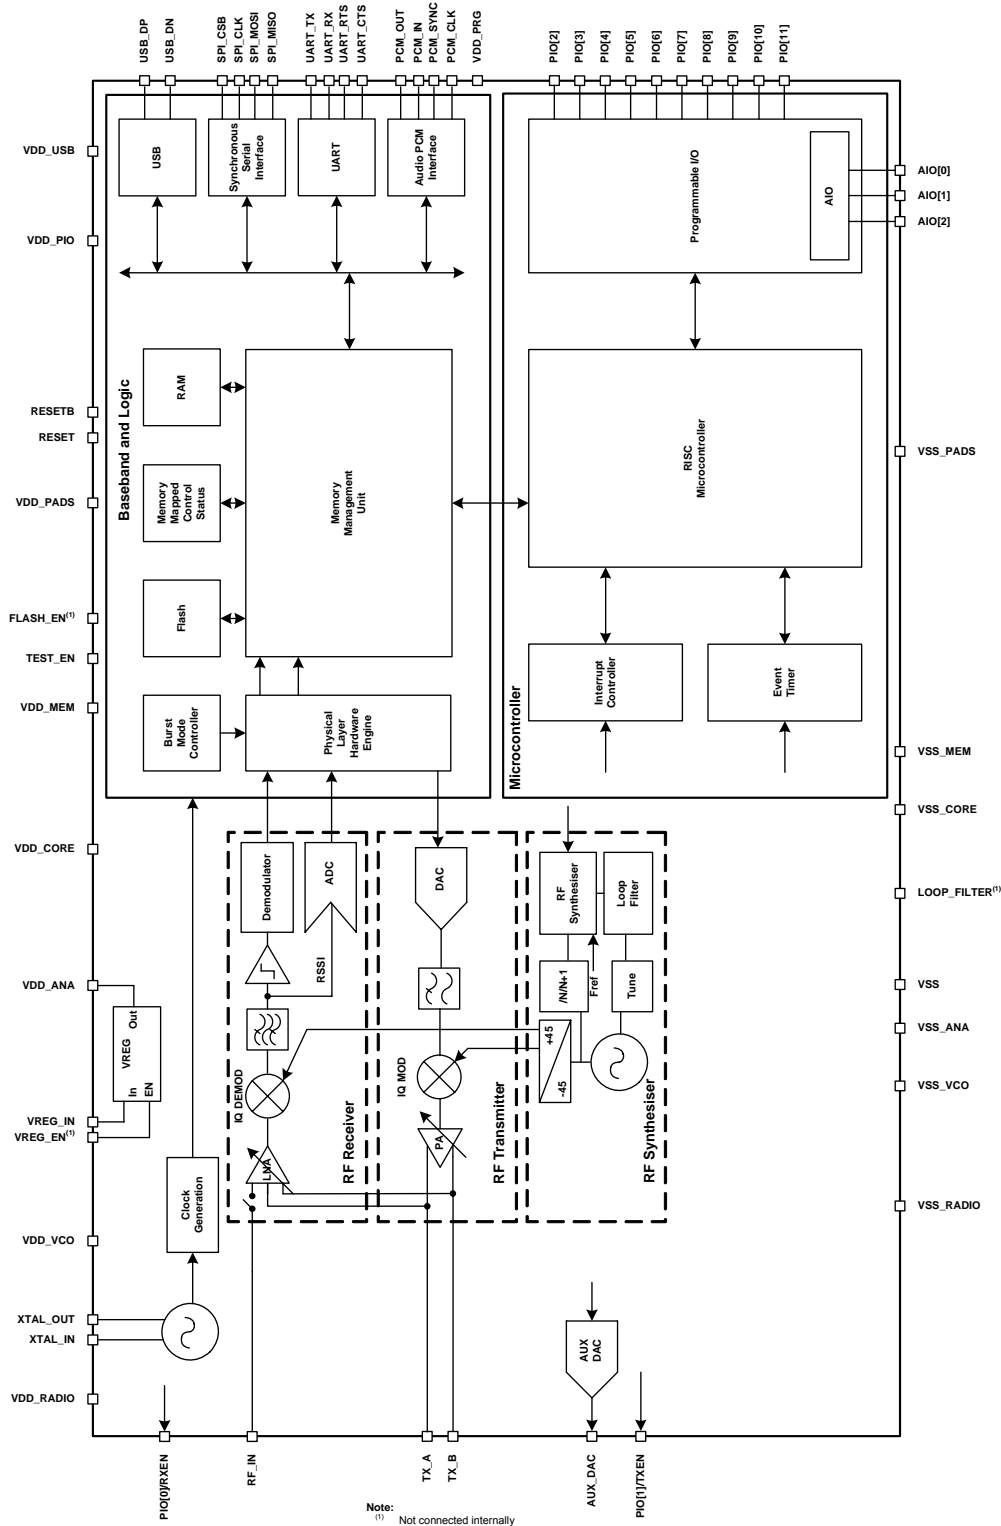 USB_DP
USB_DN
SPI_CSB
SPI_CLK
SPI_MOSI
SPI_MISO
UART_TX
UART_RX
UART_RTS
UART_CTS
PCM_OUT
PCM_IN
PCM_SYNC
PCM_CLK
VDD_PRG
PIO[2]
PIO[3]
PIO[4]
PIO[5]
PIO[6]
PIO[7]
PIO[8]
PIO[9]
PIO[10]
PIO[11]
VDD_USB
VDD_PIO
RESETB
RESET
VDD_PADS
FLASH_EN(1)
TEST_EN
VDD_MEM
VDD_CORE
VDD_ANA
VREG_IN
VREG_EN(1)
VDD_VCO
XTAL_OUT
XTAL_IN
VDD_RADIO
USB
Synchronous
Serial
Interface
UART
Audio PCM
Interface
Programmable I/O
AIO
AIO[0]
AIO[1]
AIO[2]
Baseband and Logic
RAM
Memory
Mapped
Control
Status
Flash
Burst
Mode
Controller
Memory
Management
Unit
Physical
Layer
Hardware
Engine
Microcontroller
RISC
Microcontroller
Interrupt
Controller
Event
Timer
VSS_PADS
VSS_MEM
VSS_CORE
LOOP_FILTER(1)
VSS
VSS_ANA
VSS_VCO
VSS_RADIO
Demodulator
ADC
RSSI
IQ DEMOD
LNA
RF Receiver
DAC
IQ MOD
PA
RF Transmitter
RF
Synthesiser
Loop
Filter
/N/N+1
Fref
Tune
+45
-45
RF Synthesiser
Out
VREG
In
EN
Clock
Generation
AUX
DAC
PIO[0]/RXEN
RF_IN
TX_A
TX_B
AUX_DAC
PIO[1]/TXEN
Note:
(1) Not connected internally